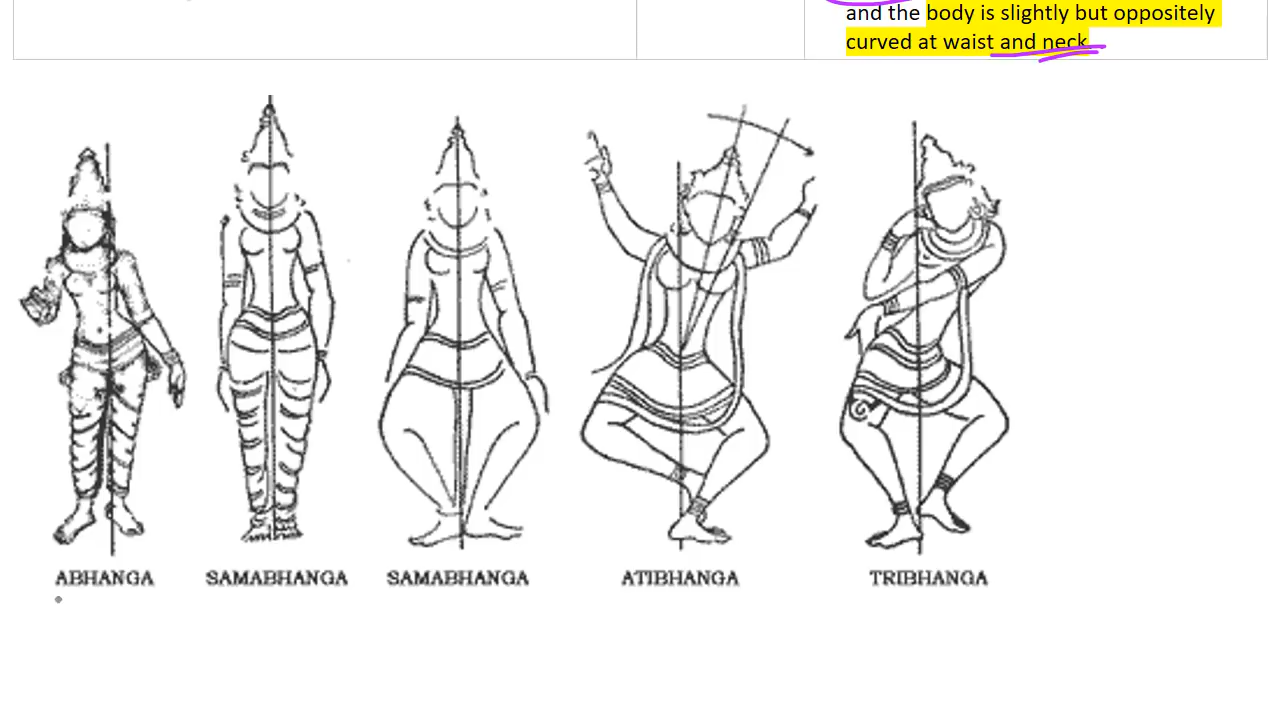 and the body is slightly but oppositely
curved at waist and neck.
ABHANGA SAMABHANGA SAMABHANGA ATIBHANGA TRIBHANGA